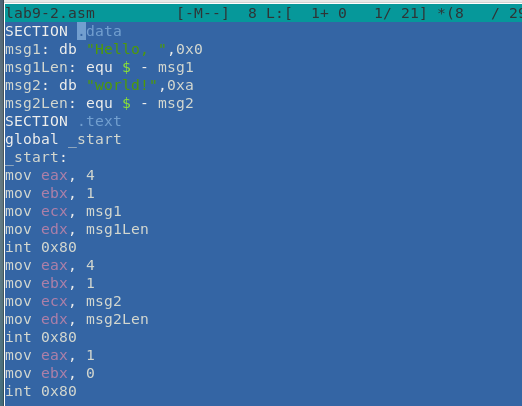 lab9-2.asm [-M--] 8 L:[ 1+ 0 1/ 21] *(8 / 29
SECTION .data
msg1: db "Hello, ",0x0
msg1Len: equ $ - msg1
msg2: db "world!",0xa
msg2Len: equ $ - msg2
SECTION .text
global _start
_start:
mov eax, 4
mov ebx, 1
mov ecx, msg1
mov edx, msg1Len
int 0x80
mov eax, 4
mov ebx, 1
mov ecx, msg2
mov edx, msg2Len
int 0x80
mov eax, 1
mov ebx, 0
int 0x80